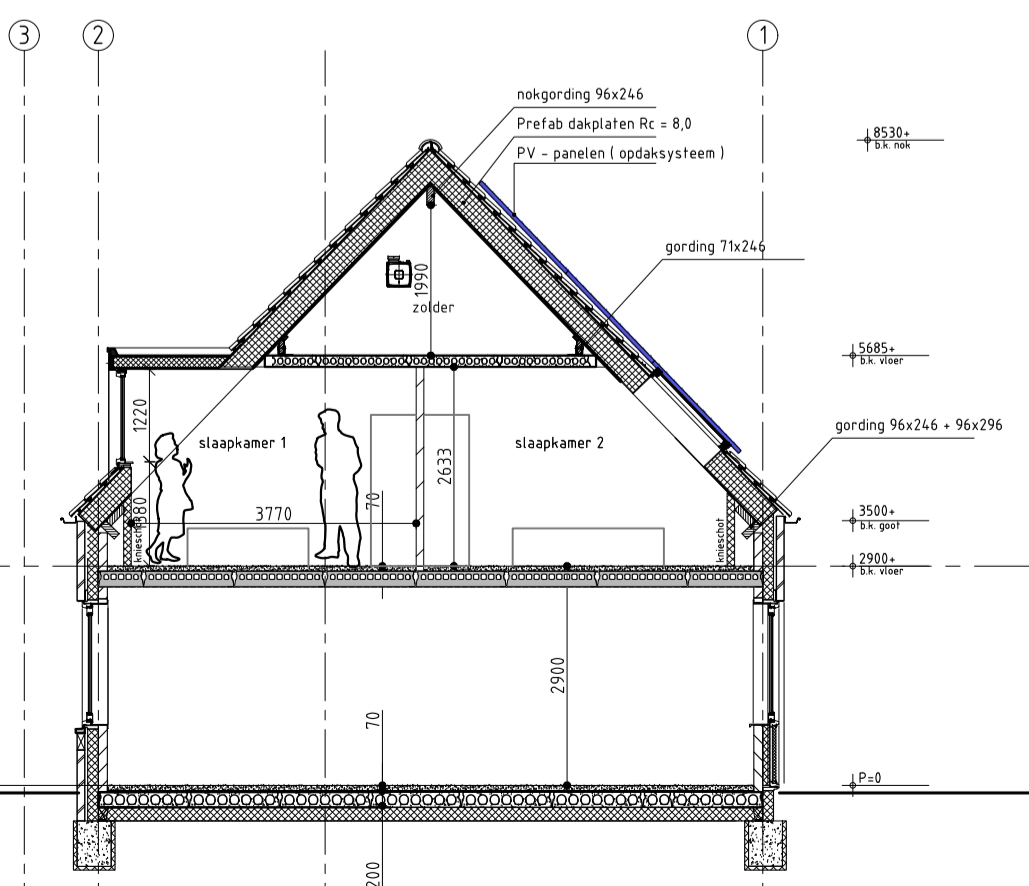 3
2
1
nokgording 96x246
Prefab dakplaten Rc = 8,0
PV - panelen ( opdaksysteem )
8530+
b.k. nok
gording 71x246
1990
zolder
5685+
b.k. vloer
1220
slaapkamer 1
slaapkamer 2
2633
gording 96x246 + 96x296
70
3770
knieschot
3500+
b.k. goot
knieschot
2900+
b.k. vloer
2900
70
P=0